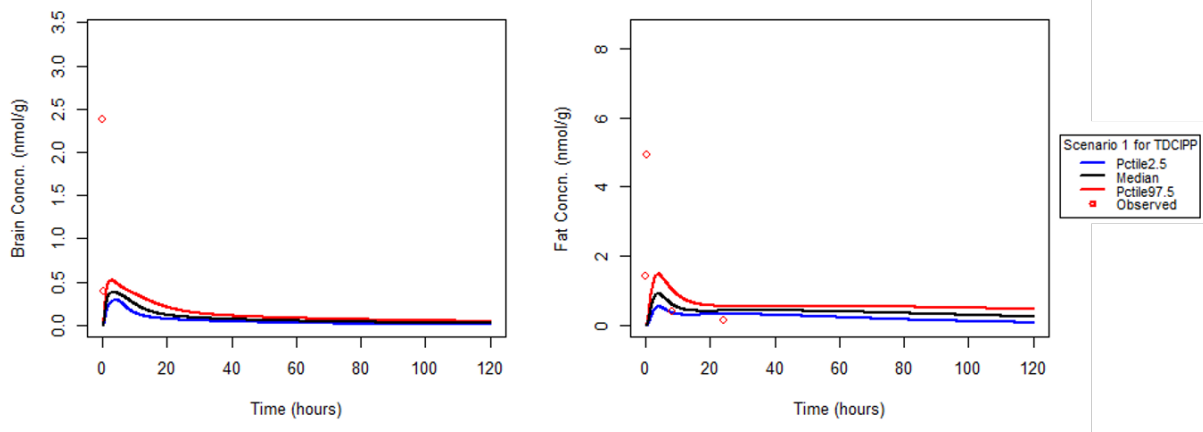 Brain Concn. (nmol/g)
3.5
3.0
2.5
2.0
1.5
1.0
0.5
0.0
0 20 40 60 80 100 120
Time (hours)
Fat Concn. (nmol/g)
8
6
4
2
0
0 20 40 60 80 100 120
Time (hours)
Scenario 1 for TDCIPP
Pctile2.5
Median
Pctile97.5
Observed